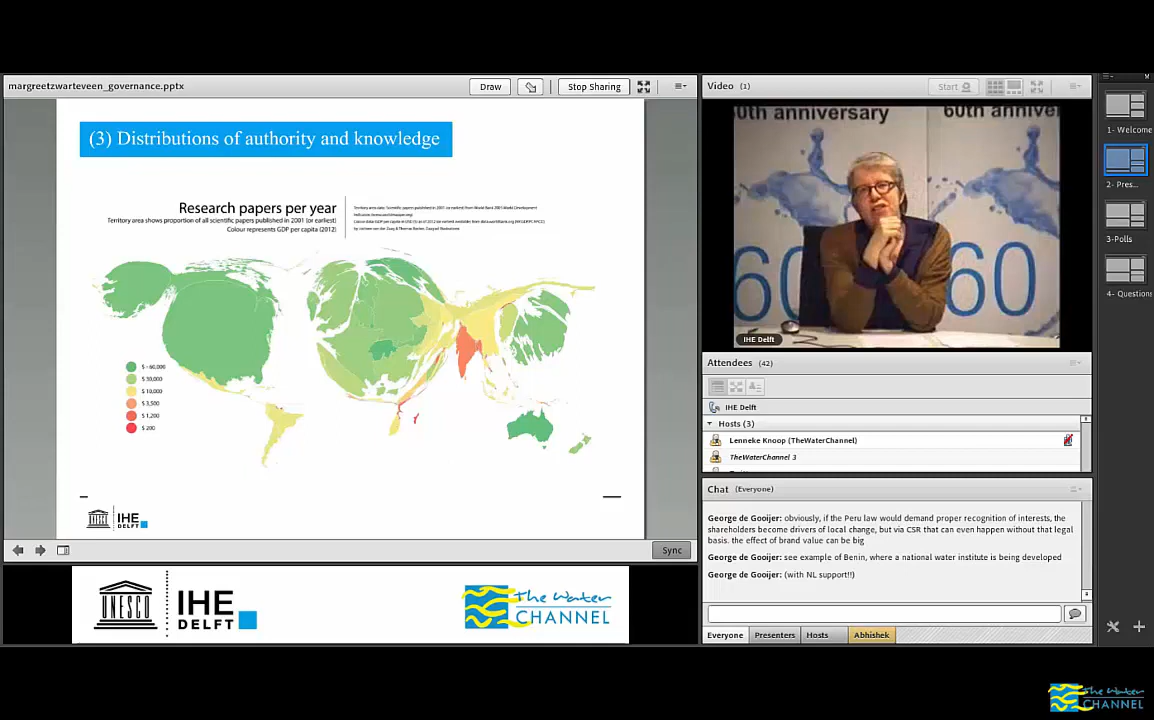 margreetzwarteveen_governance.pptx
Draw
Stop Sharing
(3) Distributions of authority and knowledge
Research papers per year
Territory area shows proportion of all scientific papers published in 2001 (or earliest)
Colour represents GDP per capita (2012)
$ ~60,000
$ 30,000
$ 10,000
$ 3,500
$ 1,200
$ 200
IHE
DELFT
Sync
UNESCO
IHE
DELFT
The Water
CHANNEL
Video (1)
Start
60th anniversary
60
60
IHE Delft
Attendees (42)
IHE Delft
Hosts (3)
Lenneke Knoop (TheWaterChannel)
TheWaterChannel 3
Chat (Everyone)
George de Gooijer: obviously, if the Peru law would demand proper recognition of interests, the
shareholders become drivers of local change, but via CSR that can even happen without that legal
basis. the effect of brand value can be big
George de Gooijer: see example of Benin, where a national water institute is being developed
George de Gooijer: (with NL support!!)
Everyone
Presenters
Hosts
Abhishek
1- Welcome
2- Pres...
3-Polls
4- Questions
The Water
CHANNEL